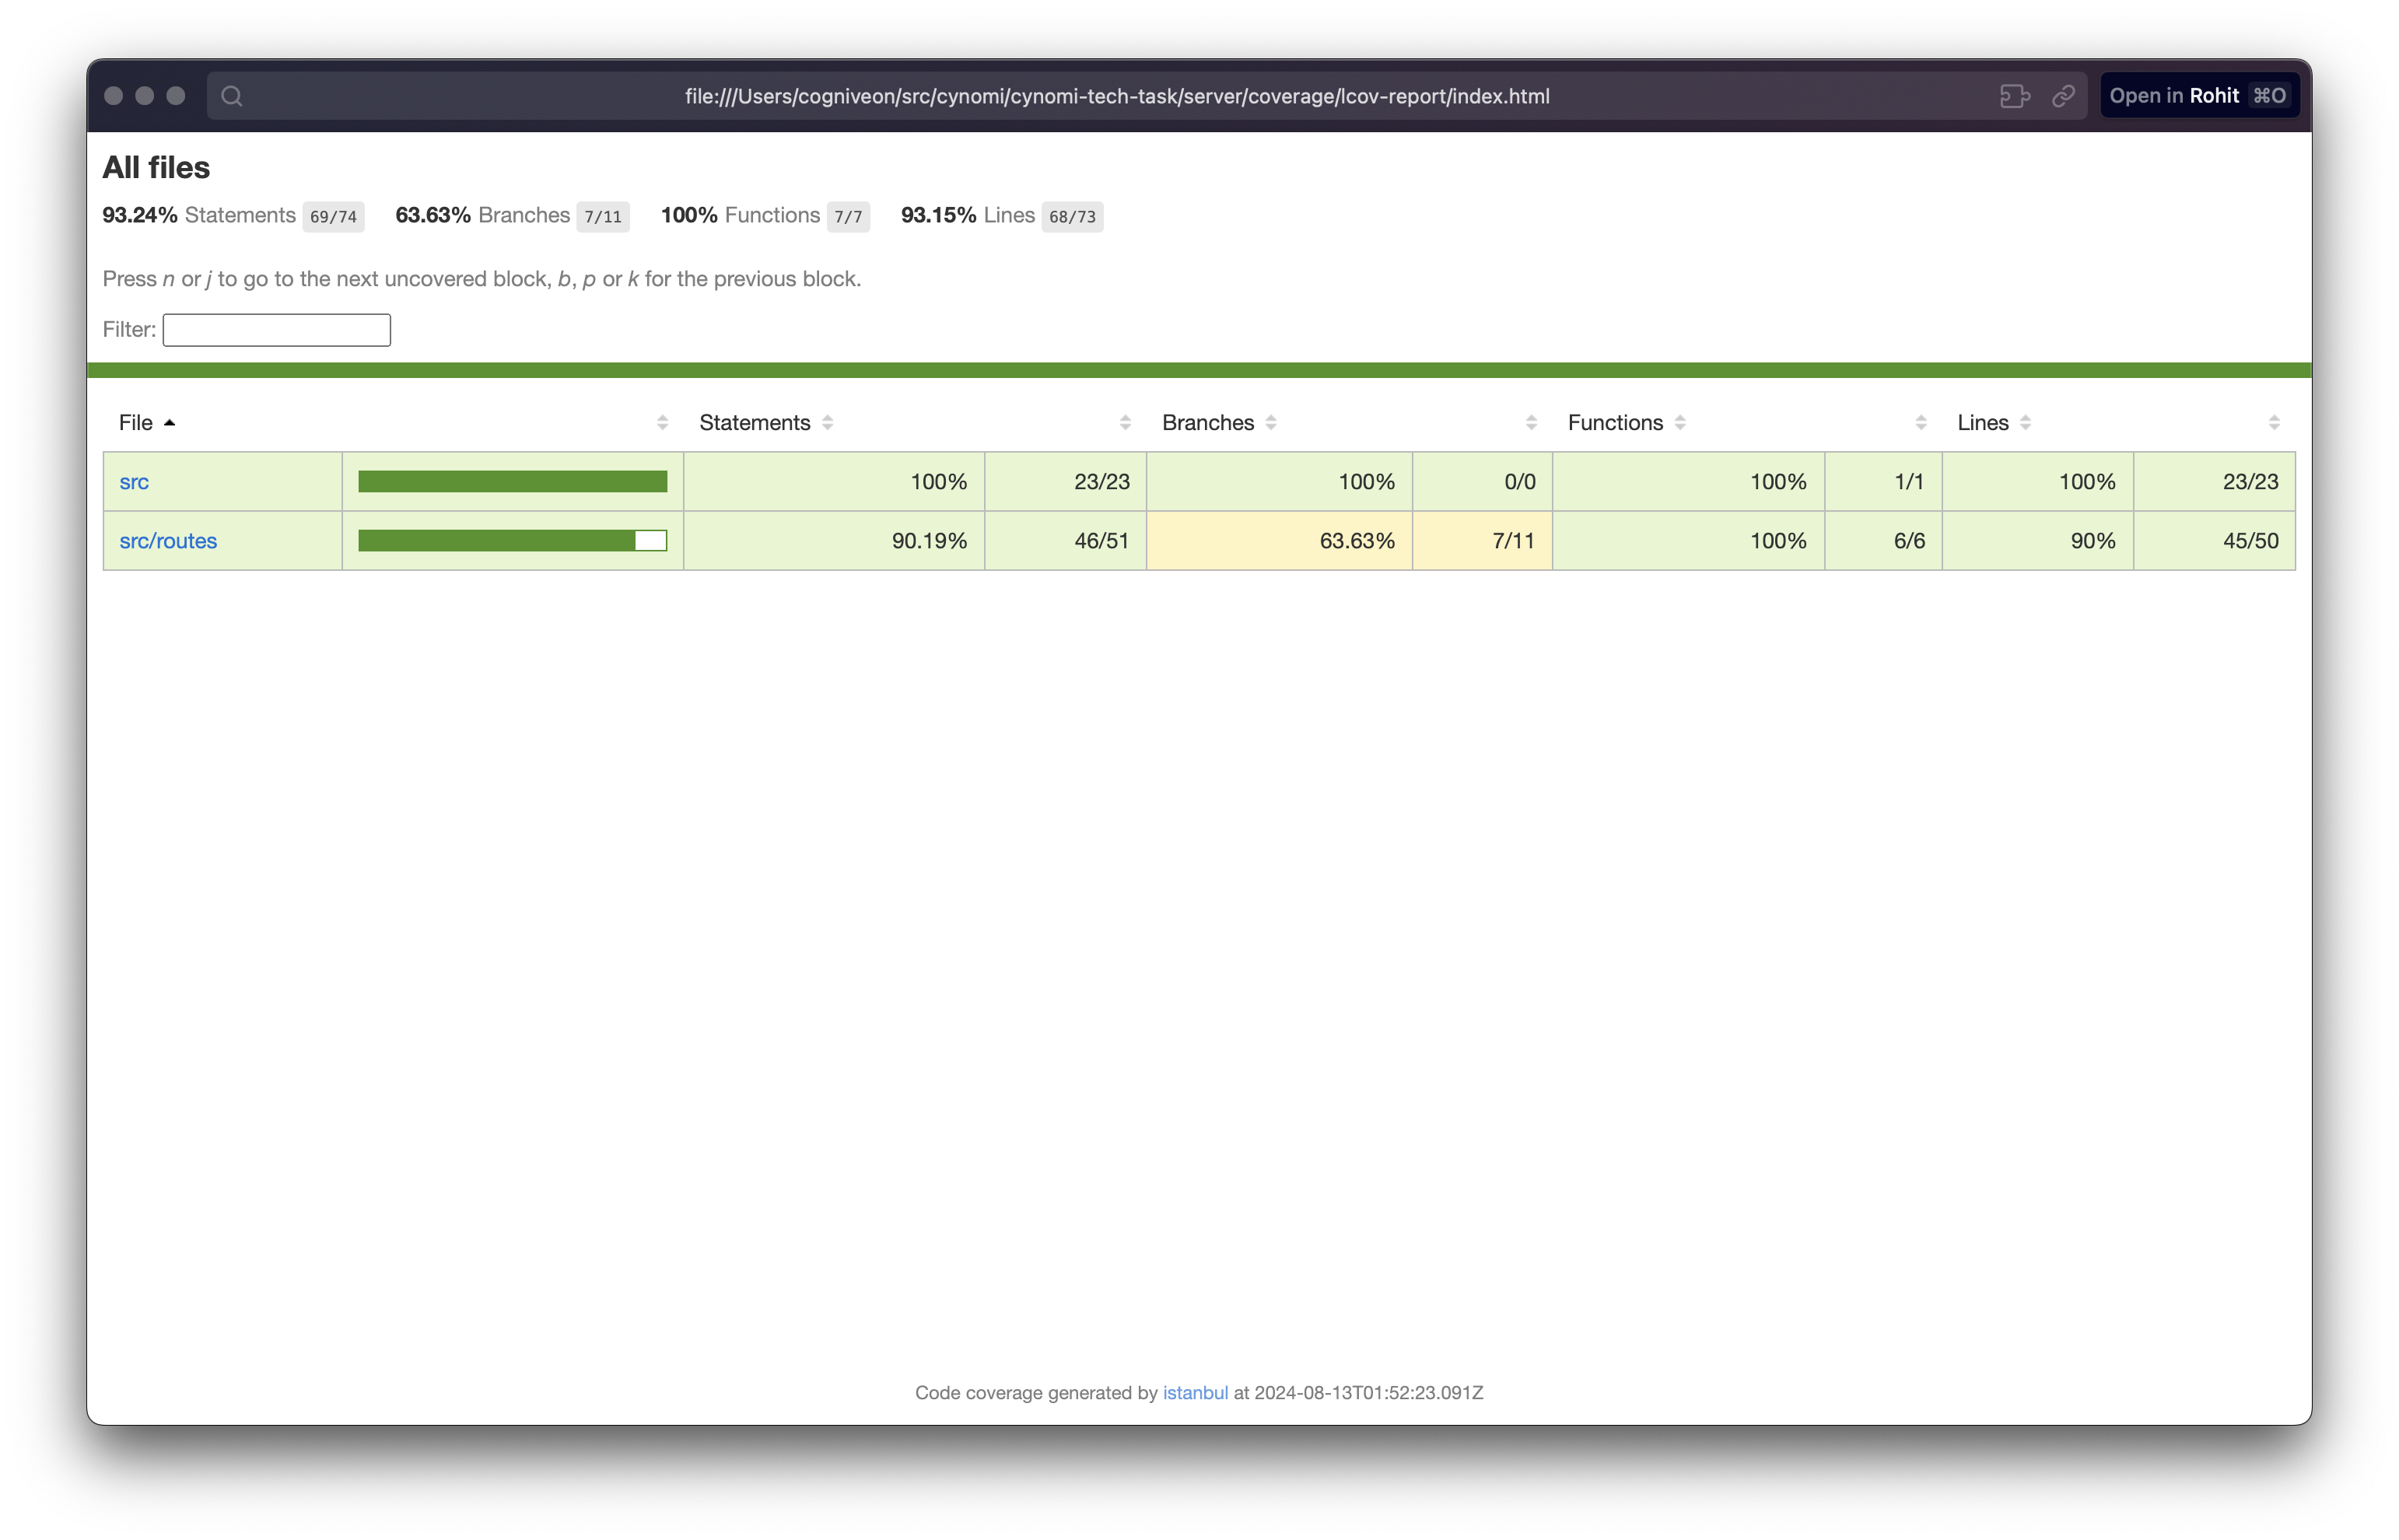 file:///Users/cogniveon/src/cynomi/cynomi-tech-task/server/coverage/lcov-report/index.html Open in Rohit ⌘O
All files
93.24% Statements 69/74 63.63% Branches 7/11 100% Functions 7/7 93.15% Lines 68/73
Press n or j to go to the next uncovered block, b, p or k for the previous block.
Filter:
File Statements Branches Functions Lines
src 100% 23/23 100% 0/0 100% 1/1 100% 23/23
src/routes 90.19% 46/51 63.63% 7/11 100% 6/6 90% 45/50
Code coverage generated by istanbul at 2024-08-13T01:52:23.091Z